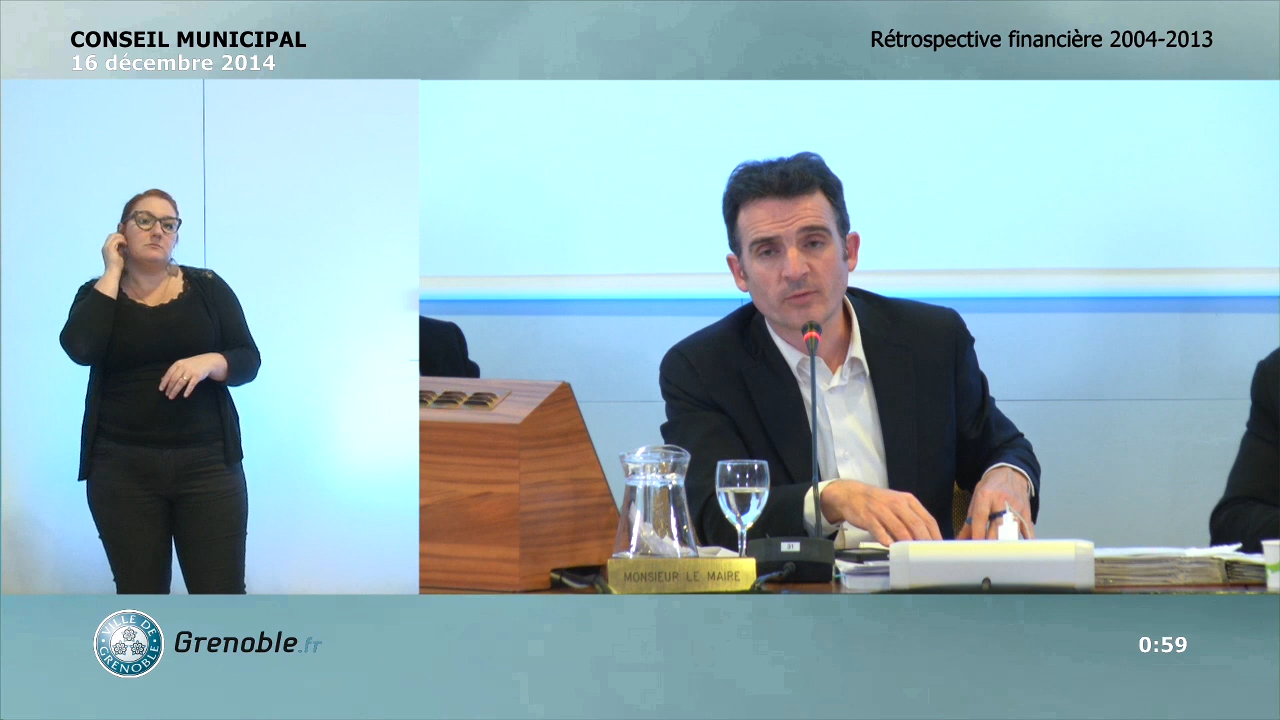 CONSEIL MUNICIPAL
16 décembre 2014
Rétrospective financière 2004-2013
31
MONSIEUR LE MAIRE
VILLE DE GRENOBLE
Grenoble.fr
0:59